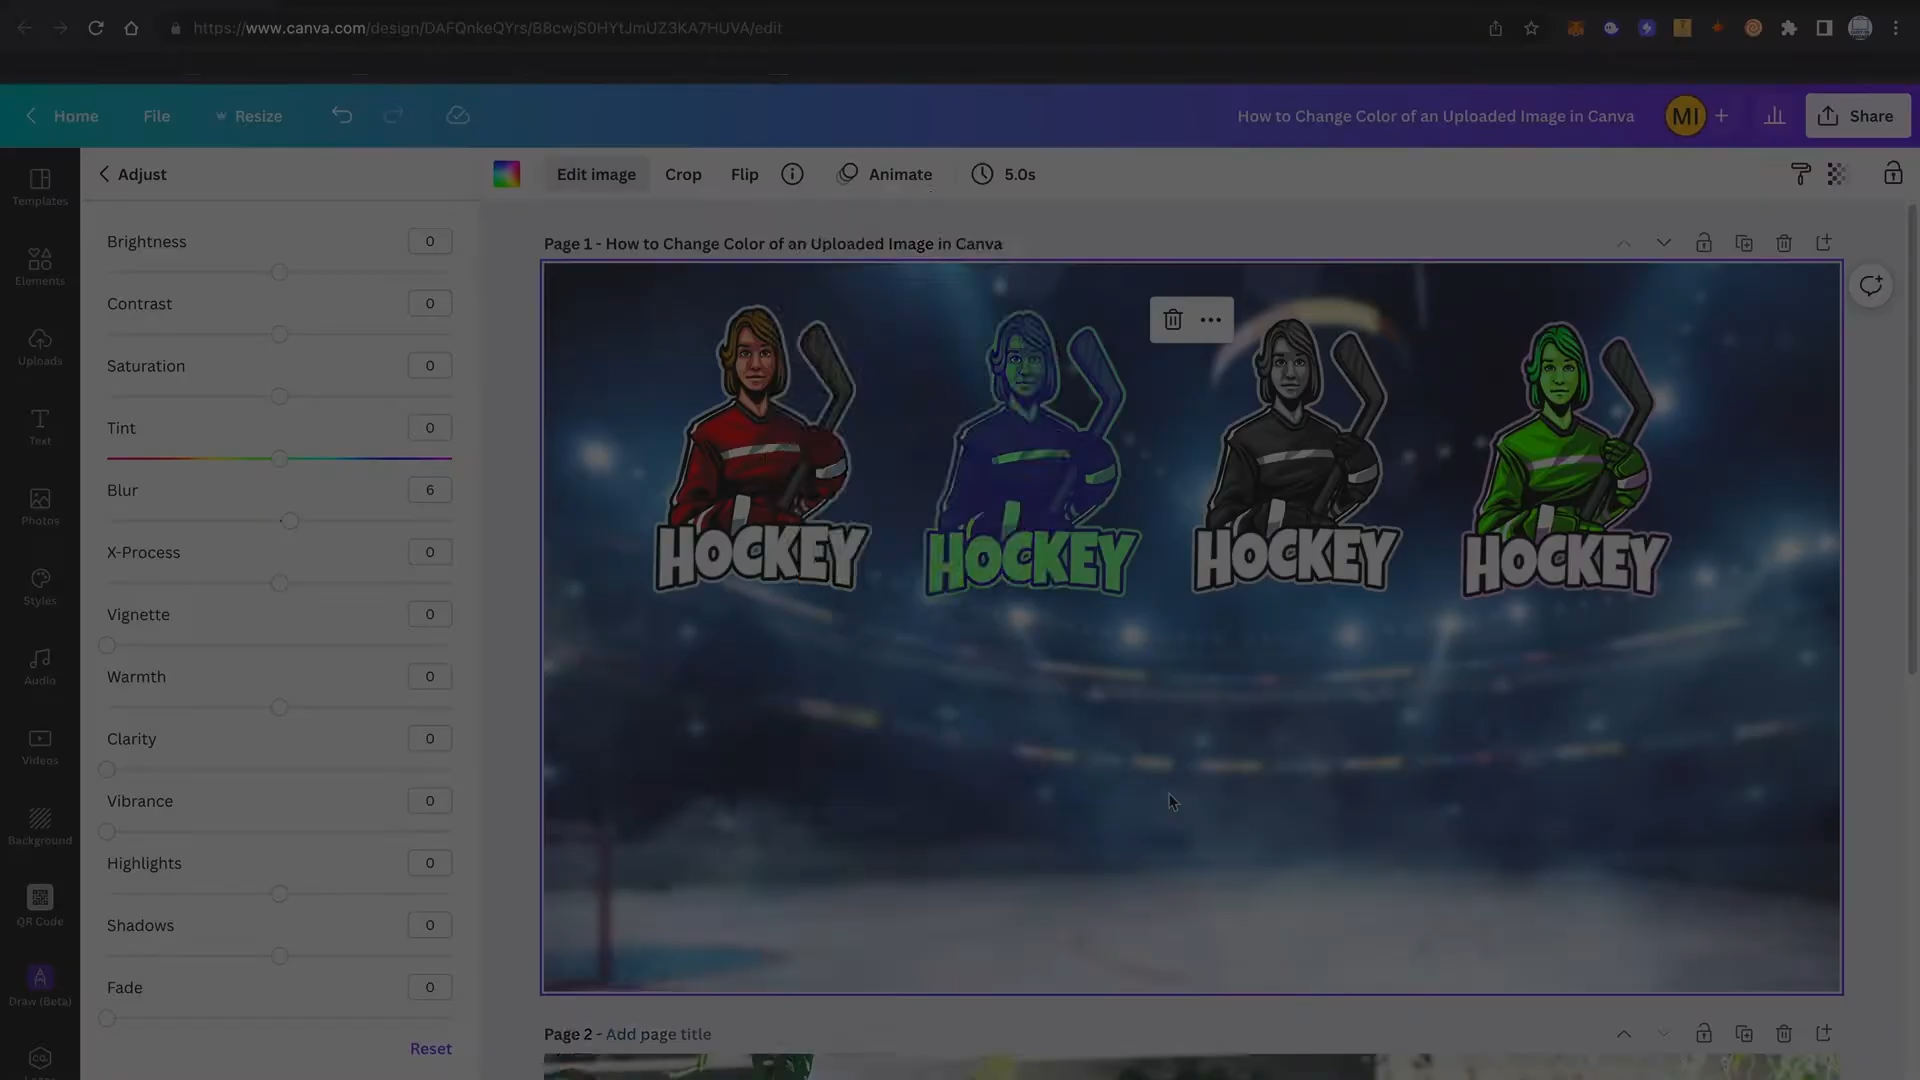 https://www.canva.com/design/DAFQnkeQYrs/B8cwjS0HYtJmUZ3KA7HUVA/edit
Home
File
Resize
How to Change Color of an Uploaded Image in Canva
MI
Share
Templates
Elements
Uploads
Text
Photos
Styles
Audio
Videos
Background
QR Code
Draw (Beta)
co.
Adjust
Brightness 0
Contrast 0
Saturation 0
Tint 0
Blur 6
X-Process 0
Vignette 0
Warmth 0
Clarity 0
Vibrance 0
Highlights 0
Shadows 0
Fade 0
Reset
Edit image
Crop
Flip
Animate
5.0s
Page 1 - How to Change Color of an Uploaded Image in Canva
HOCKEY
HOCKEY
HOCKEY
HOCKEY
Page 2 - Add page title